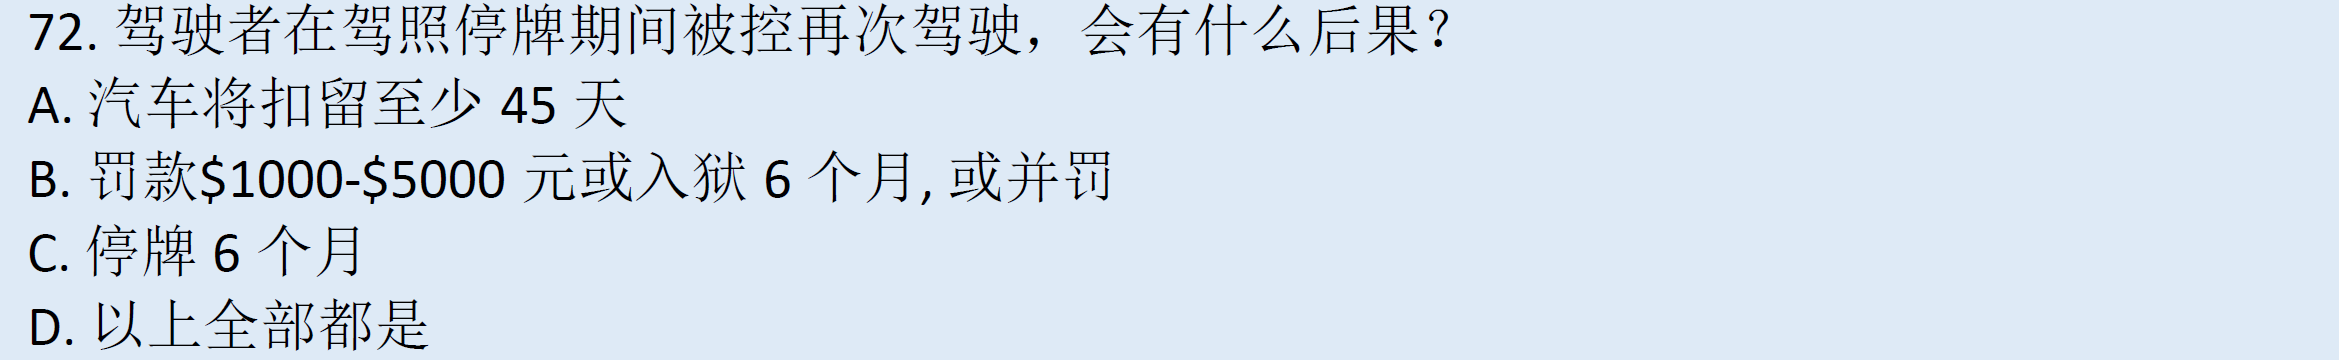 72. 驾驶者在驾照停牌期间被控再次驾驶，会有什么后果？
A. 汽车将扣留至少 45 天
B. 罚款$1000-$5000 元或入狱 6 个月, 或并罚
C. 停牌 6 个月
D. 以上全部都是